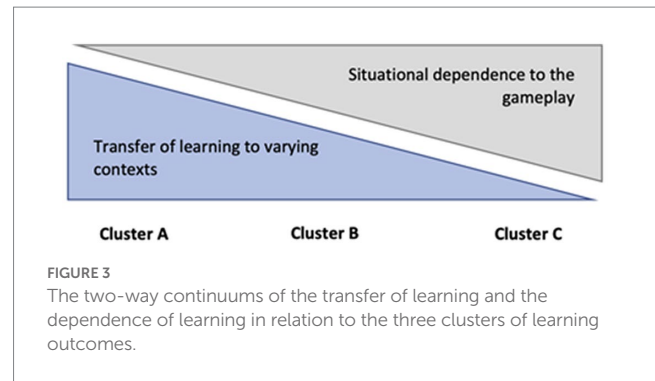 Situational dependence to the
gameplay
Transfer of learning to varying
contexts
Cluster A Cluster B Cluster C
FIGURE 3
The two-way continuums of the transfer of learning and the
dependence of learning in relation to the three clusters of learning
outcomes.